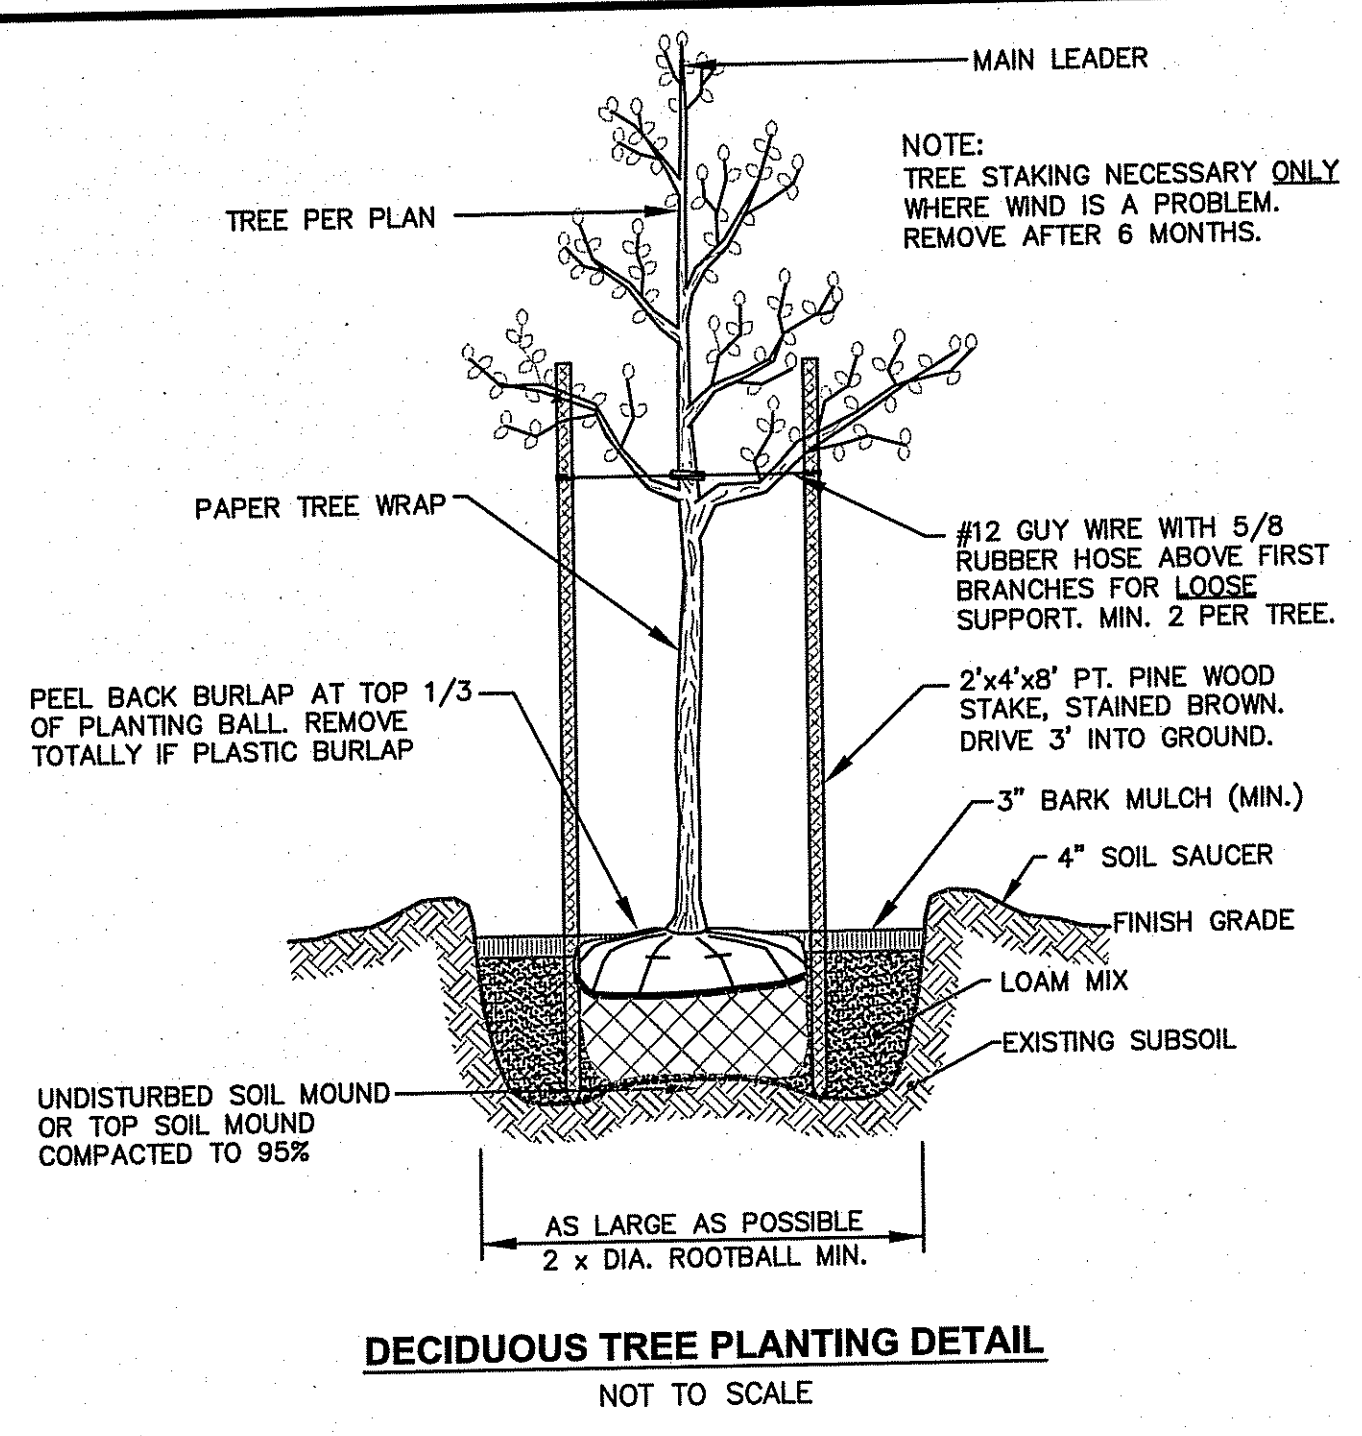 MAIN LEADER
NOTE:
TREE STAKING NECESSARY ONLY
WHERE WIND IS A PROBLEM.
REMOVE AFTER 6 MONTHS.
TREE PER PLAN
PAPER TREE WRAP
#12 GUY WIRE WITH 5/8
RUBBER HOSE ABOVE FIRST
BRANCHES FOR LOOSE
SUPPORT. MIN. 2 PER TREE.
PEEL BACK BURLAP AT TOP 1/3
OF PLANTING BALL. REMOVE
TOTALLY IF PLASTIC BURLAP
2'x4'x8' PT. PINE WOOD
STAKE, STAINED BROWN.
DRIVE 3' INTO GROUND.
3" BARK MULCH (MIN.)
4" SOIL SAUCER
FINISH GRADE
LOAM MIX
EXISTING SUBSOIL
UNDISTURBED SOIL MOUND
OR TOP SOIL MOUND
COMPACTED TO 95%
AS LARGE AS POSSIBLE
2 x DIA. ROOTBALL MIN.
DECIDUOUS TREE PLANTING DETAIL
NOT TO SCALE